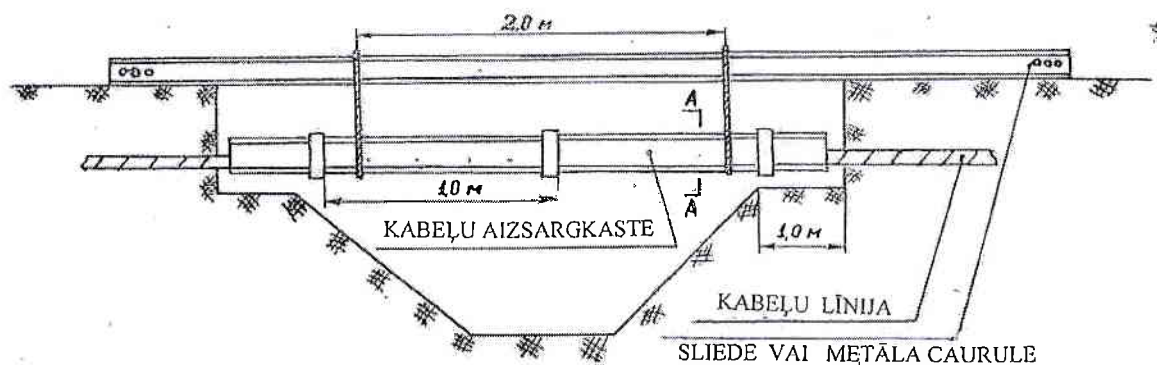 2,0 м
A
1,0 м
A
KABEĻU AIZSARGKASTE
1,0 м
KABEĻU LĪNIJA
SLIEDE VAI METĀLA CAURULE